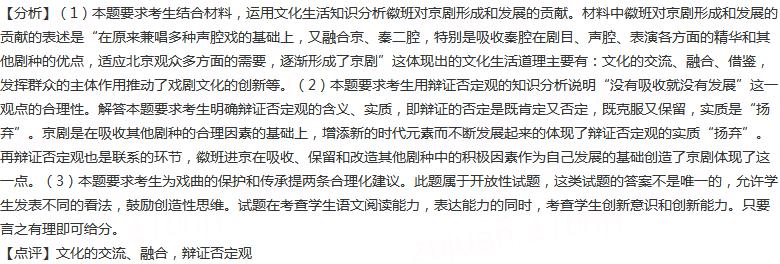 【分析】（1）本题要求考生结合材料，运用文化生活知识分析徽班对京剧形成和发展的贡献。材料中徽班对京剧形成和发展的
贡献的表述是“在原来兼唱多种声腔戏的基础上，又融合京、秦二腔，特别是吸收秦腔在剧目、声腔、表演各方面的精华和其
他剧种的优点，适应北京观众多方面的需要，逐渐形成了京剧”这体现出的文化生活道理主要有：文化的交流、融合、借鉴，
发挥群众的主体作用推动了戏剧文化的创新等。（2）本题要求考生用辩证否定观的知识分析说明“没有吸收就没有发展”这一
观点的合理性。解答本题要求考生明确辩证否定观的含义、实质，即辩证的否定是既肯定又否定，既克服又保留，实质是“扬
弃”。京剧是在吸收其他剧种的合理因素的基础上，增添新的时代元素而不断发展起来的体现了辩证否定观的实质“扬弃”。
再辩证否定观也是联系的环节，徽班进京在吸收、保留和改造其他剧种中的积极因素作为自己发展的基础创造了京剧体现了这
一点。（3）本题要求考生为戏曲的保护和传承提两条合理化建议。此题属于开放性试题，这类试题的答案不是唯一的，允许学
生发表不同的看法，鼓励创造性思维。试题在考查学生语文阅读能力，表达能力的同时，考查学生创新意识和创新能力。只要
言之有理即可给分。
【点评】文化的交流、融合，辩证否定观